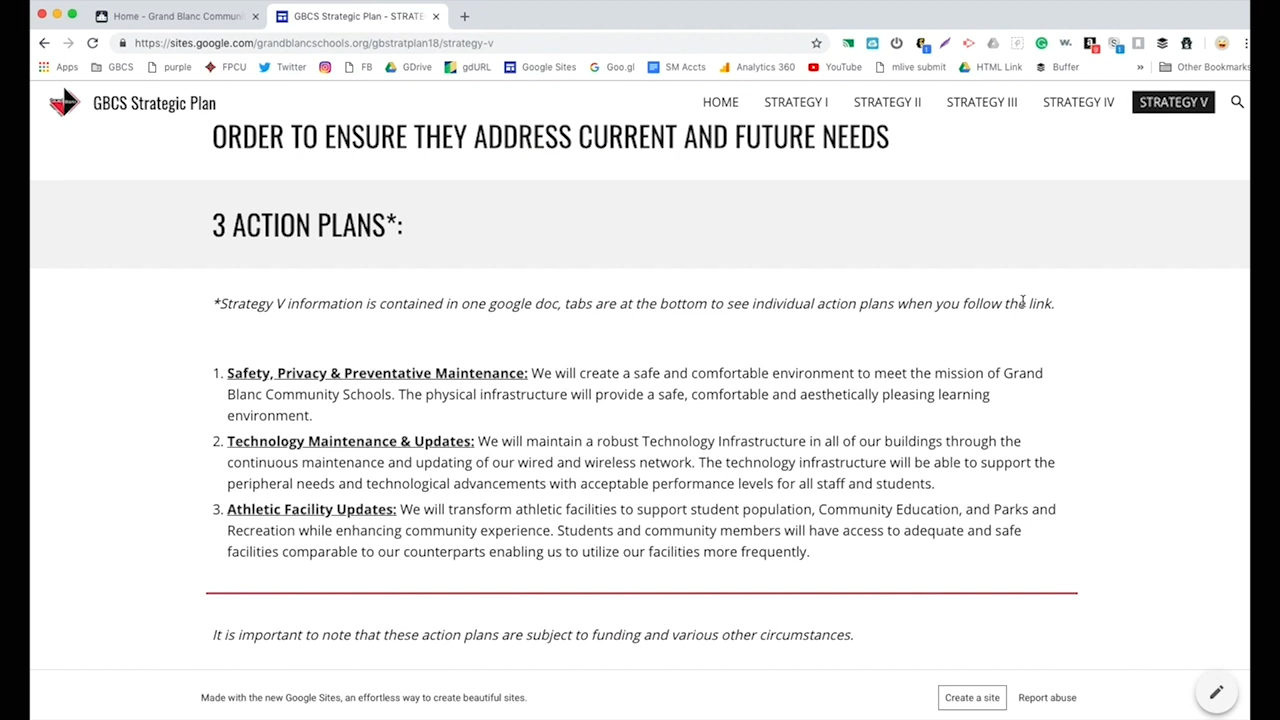 Home - Grand Blanc Commun
GBCS Strategic Plan - STRATE
https://sites.google.com/grandblancschools.org/gbstratplan18/strategy-v
Apps GBCS purple FPCU Twitter FB GDrive gdURL Google Sites Goo.gl SM Accts Analytics 360 YouTube mlive submit HTML Link Buffer » Other Bookmarks
GBCS Strategic Plan
HOME STRATEGY I STRATEGY II STRATEGY III STRATEGY IV STRATEGY V
ORDER TO ENSURE THEY ADDRESS CURRENT AND FUTURE NEEDS
3 ACTION PLANS*:
*Strategy V information is contained in one google doc, tabs are at the bottom to see individual action plans when you follow the link.
1. Safety, Privacy & Preventative Maintenance: We will create a safe and comfortable environment to meet the mission of Grand
Blanc Community Schools. The physical infrastructure will provide a safe, comfortable and aesthetically pleasing learning
environment.
2. Technology Maintenance & Updates: We will maintain a robust Technology Infrastructure in all of our buildings through the
continuous maintenance and updating of our wired and wireless network. The technology infrastructure will be able to support the
peripheral needs and technological advancements with acceptable performance levels for all staff and students.
3. Athletic Facility Updates: We will transform athletic facilities to support student population, Community Education, and Parks and
Recreation while enhancing community experience. Students and community members will have access to adequate and safe
facilities comparable to our counterparts enabling us to utilize our facilities more frequently.
It is important to note that these action plans are subject to funding and various other circumstances.
Made with the new Google Sites, an effortless way to create beautiful sites.
Create a site
Report abuse